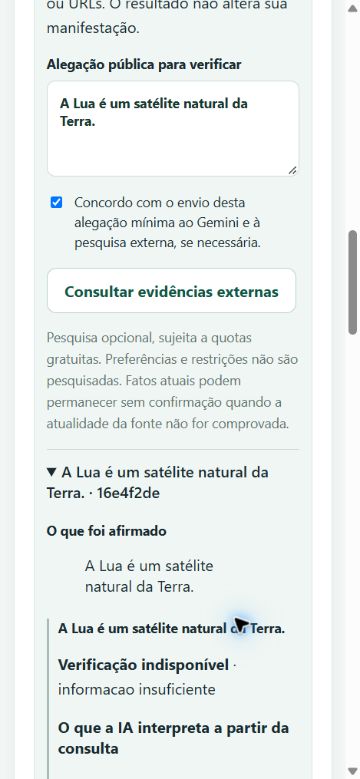 ou URLs. O resultado não altera sua
manifestação.
Alegação pública para verificar
A Lua é um satélite natural da
Terra.
Concordo com o envio desta
alegação mínima ao Gemini e à
pesquisa externa, se necessária.
Consultar evidências externas
Pesquisa opcional, sujeita a quotas
gratuitas. Preferências e restrições não são
pesquisadas. Fatos atuais podem
permanecer sem confirmação quando a
atualidade da fonte não for comprovada.
▼ A Lua é um satélite natural da
Terra. · 16e4f2de
O que foi afirmado
A Lua é um satélite
natural da Terra.
A Lua é um satélite natural da Terra.
Verificação indisponível ·
informacao insuficiente
O que a IA interpreta a partir da
consulta